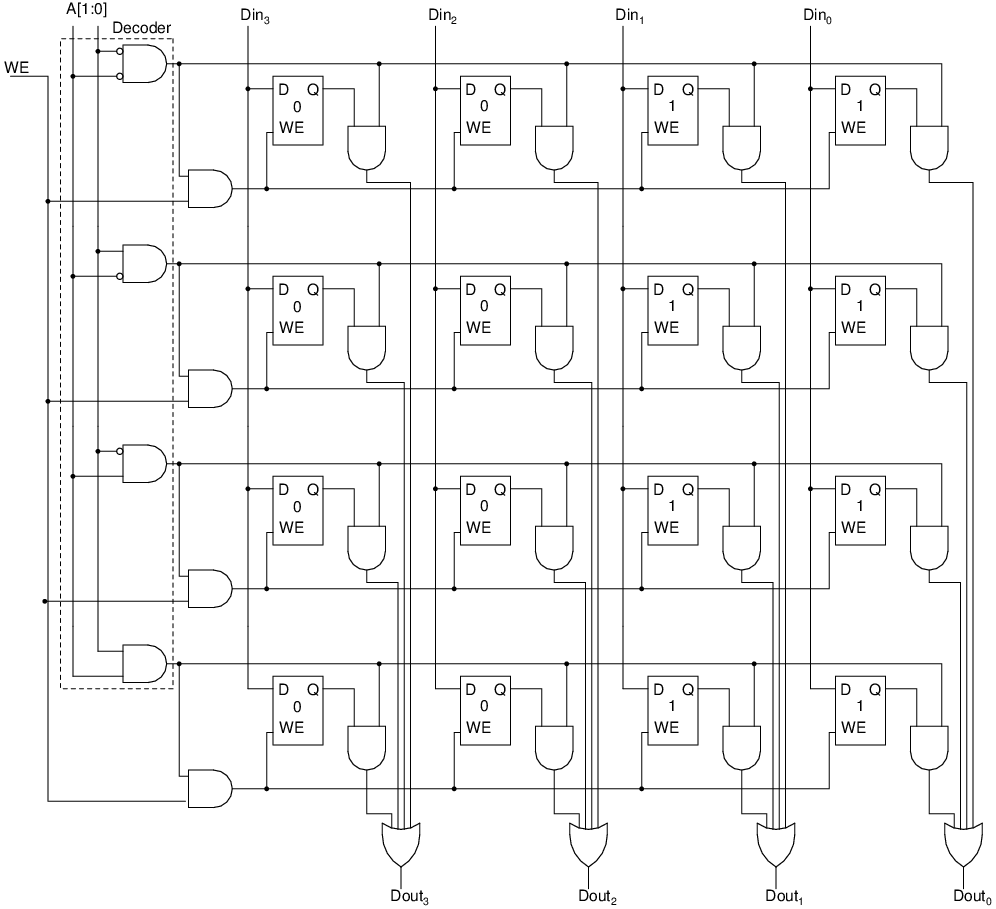 A[1:0]
Decoder
Din3 Din2 Din1 Din0
WE
D Q D Q D Q D Q
0 0 1 1
WE WE WE WE
D Q D Q D Q D Q
0 0 1 1
WE WE WE WE
D Q D Q D Q D Q
0 0 1 1
WE WE WE WE
D Q D Q D Q D Q
0 0 1 1
WE WE WE WE
Dout3 Dout2 Dout1 Dout0